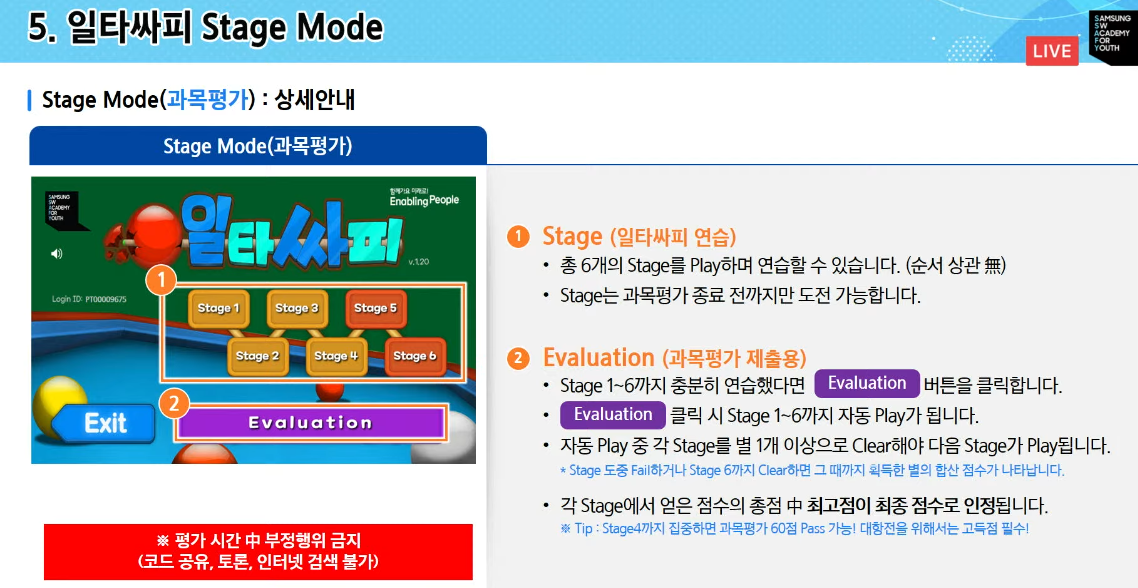 5. 일타싸피 Stage Mode
LIVE
SAMSUNG
SW
ACADEMY
FOR
YOUTH
Stage Mode(과목평가) : 상세안내
Stage Mode(과목평가)
SAMSUNG
SW
ACADEMY
FOR
YOUTH
함께가요 미래로!
Enabling People
일타싸피
v.1.20
Login ID: PT00009675
1
Stage 1
Stage 3
Stage 5
Stage 2
Stage 4
Stage 6
2
Exit
Evaluation
※ 평가 시간 中 부정행위 금지
(코드 공유, 토론, 인터넷 검색 불가)
1 Stage (일타싸피 연습)
• 총 6개의 Stage를 Play하며 연습할 수 있습니다. (순서 상관 無)
• Stage는 과목평가 종료 전까지만 도전 가능합니다.
2 Evaluation (과목평가 제출용)
• Stage 1~6까지 충분히 연습했다면 Evaluation 버튼을 클릭합니다.
• Evaluation 클릭 시 Stage 1~6까지 자동 Play가 됩니다.
• 자동 Play 중 각 Stage를 별 1개 이상으로 Clear해야 다음 Stage가 Play됩니다.
* Stage 도중 Fail하거나 Stage 6까지 Clear하면 그 때까지 획득한 별의 합산 점수가 나타납니다.
• 각 Stage에서 얻은 점수의 총점 中 최고점이 최종 점수로 인정됩니다.
※ Tip : Stage4까지 집중하면 과목평가 60점 Pass 가능! 대항전을 위해서는 고득점 필수!